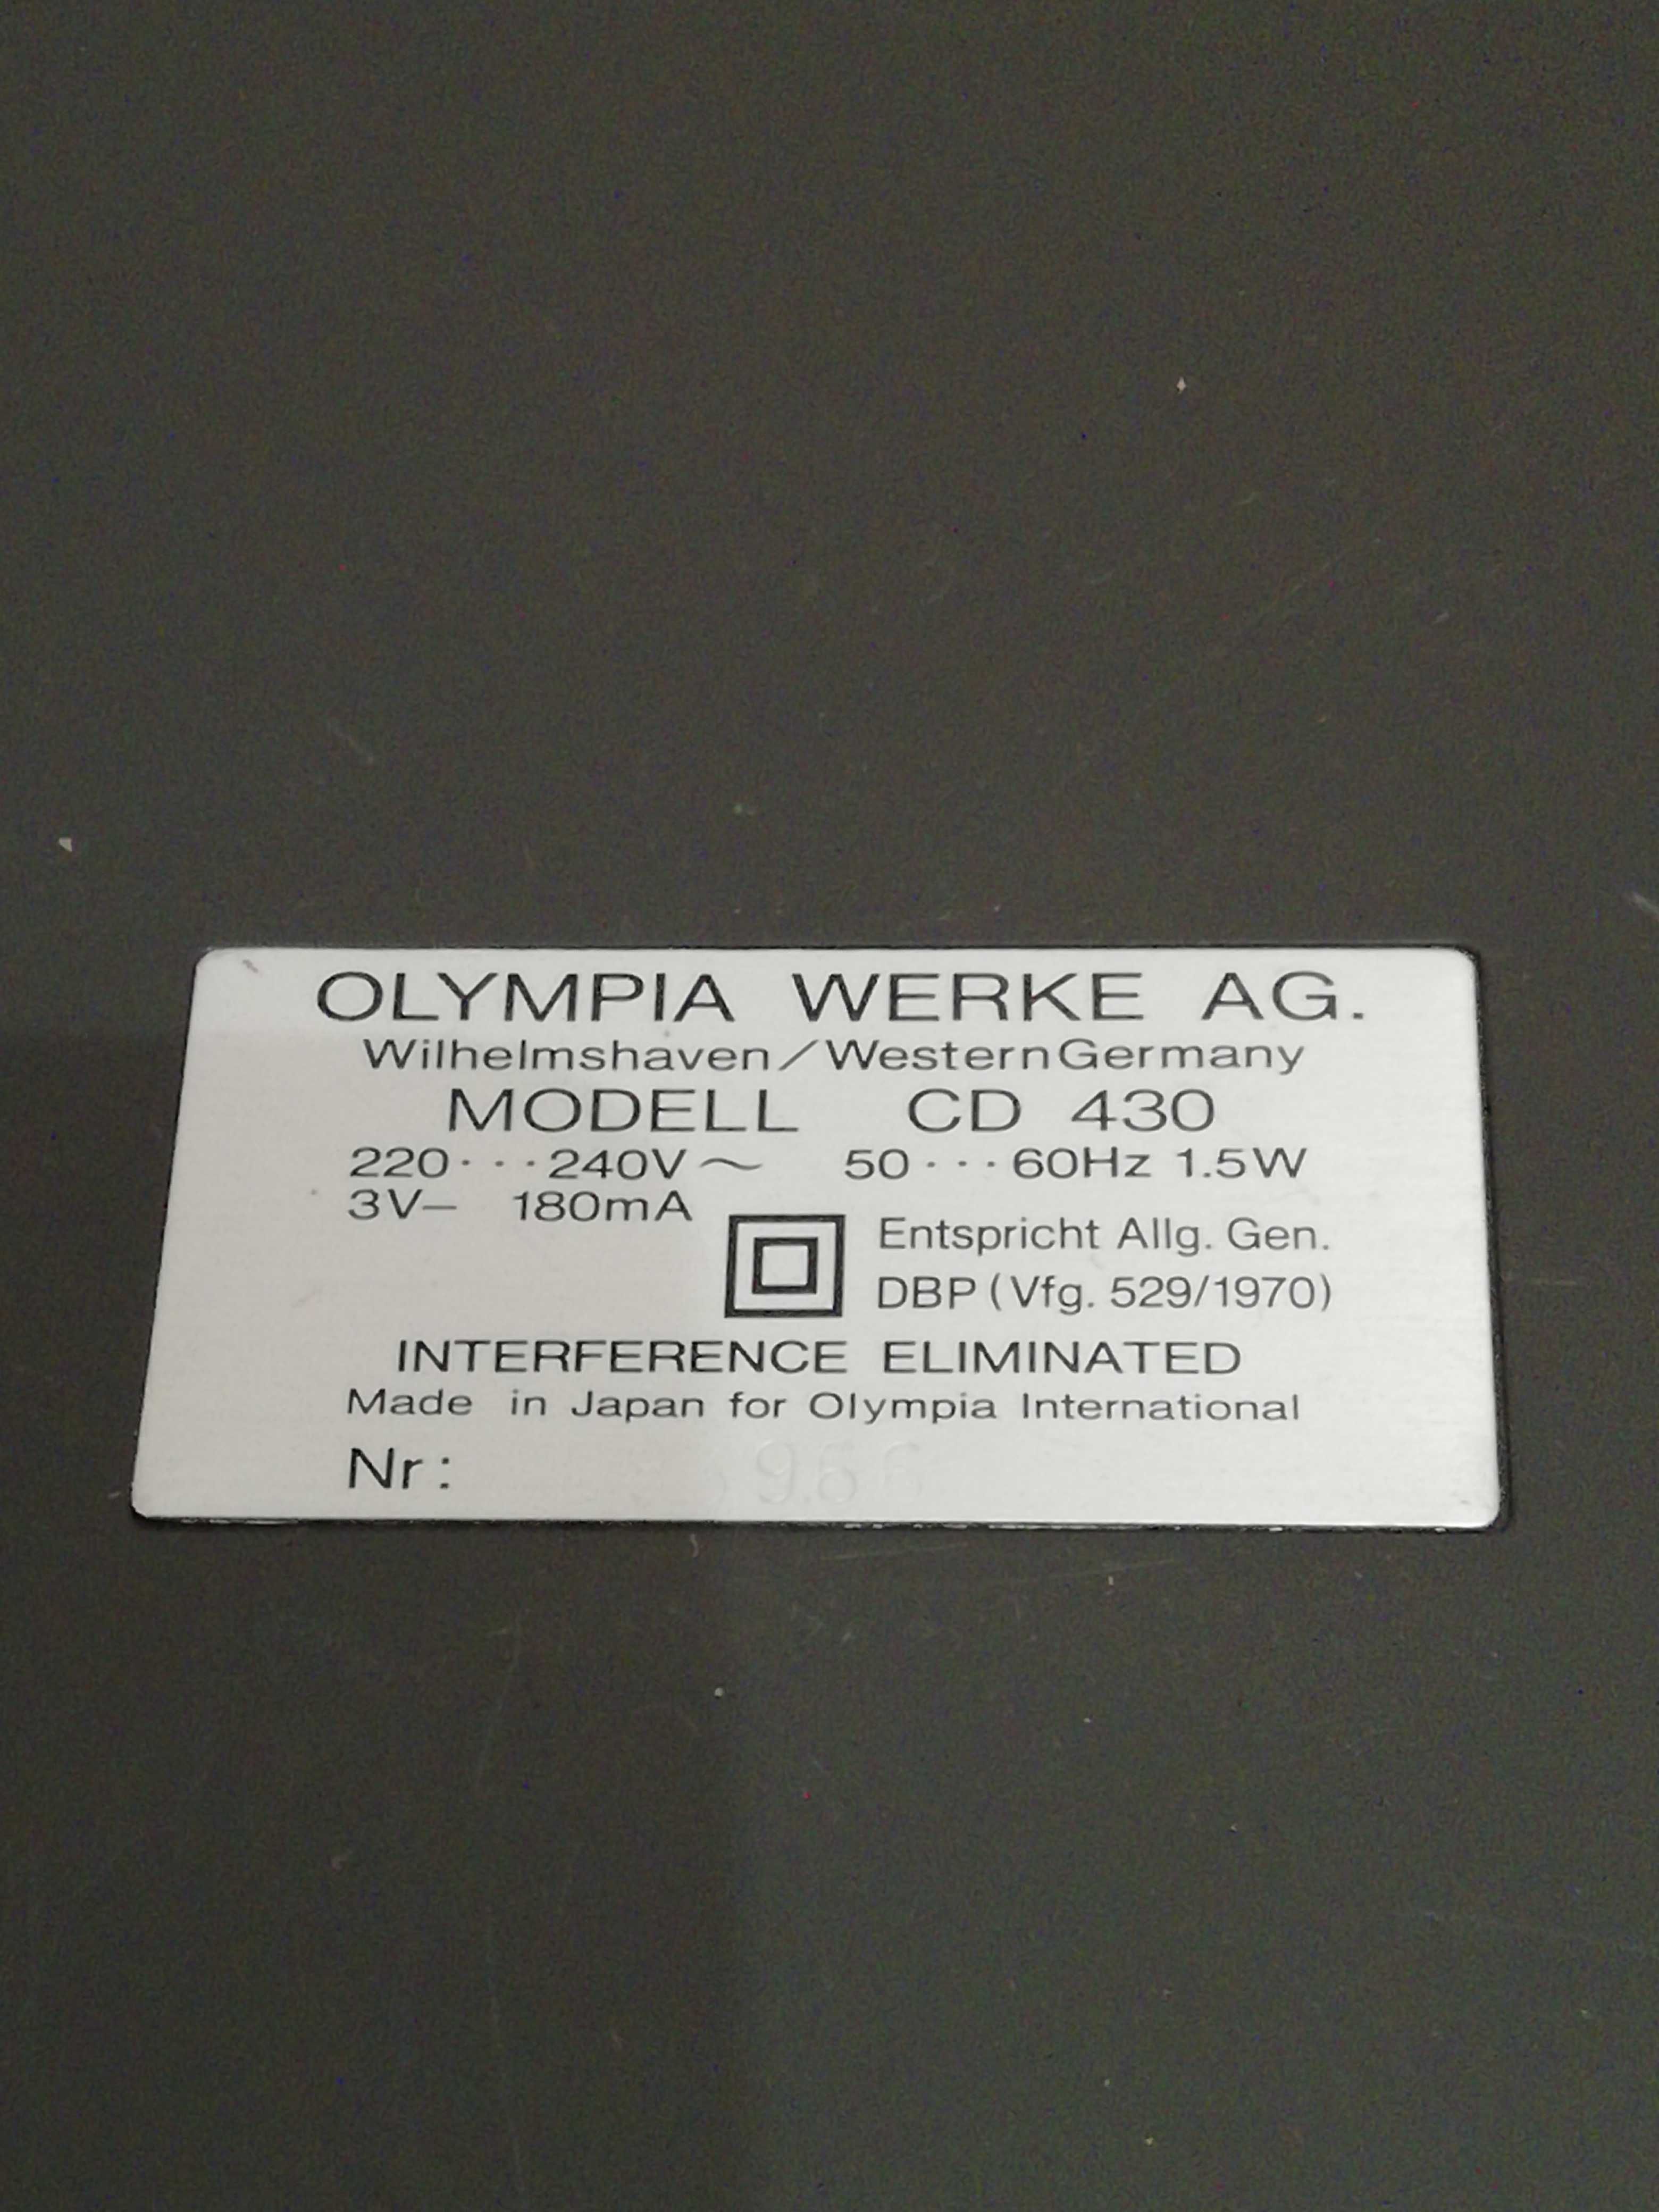 OLYMPIA WERKE AG.
Wilhelmshaven/Western Germany
MODELL CD 430
220···240V~ 50···60Hz 1.5W
3V– 180mA
Entspricht Allg. Gen.
DBP (Vfg. 529/1970)
INTERFERENCE ELIMINATED
Made in Japan for Olympia International
Nr: